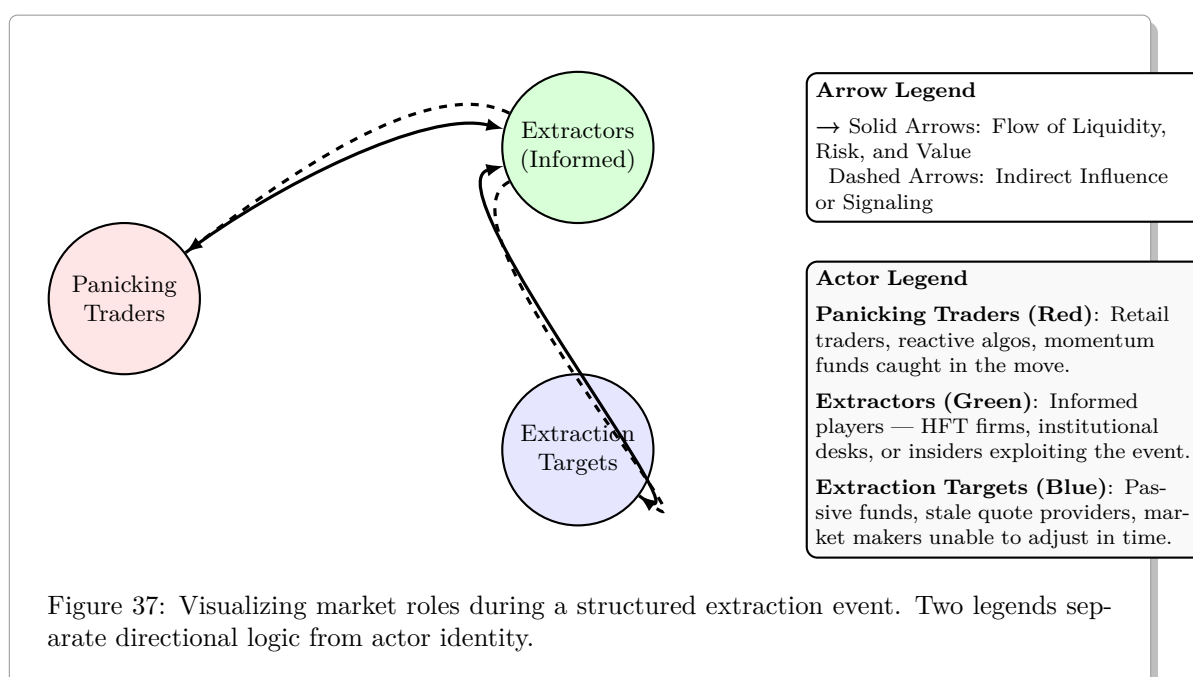 Extractors
(Informed)
Panicking
Traders
Extraction
Targets
Arrow Legend
→ Solid Arrows: Flow of Liquidity,
Risk, and Value
Dashed Arrows: Indirect Influence
or Signaling
Actor Legend
Panicking Traders (Red): Retail
traders, reactive algos, momentum
funds caught in the move.
Extractors (Green): Informed
players — HFT firms, institutional
desks, or insiders exploiting the event.
Extraction Targets (Blue): Pas-
sive funds, stale quote providers, mar-
ket makers unable to adjust in time.
Figure 37: Visualizing market roles during a structured extraction event. Two legends sep-
arate directional logic from actor identity.